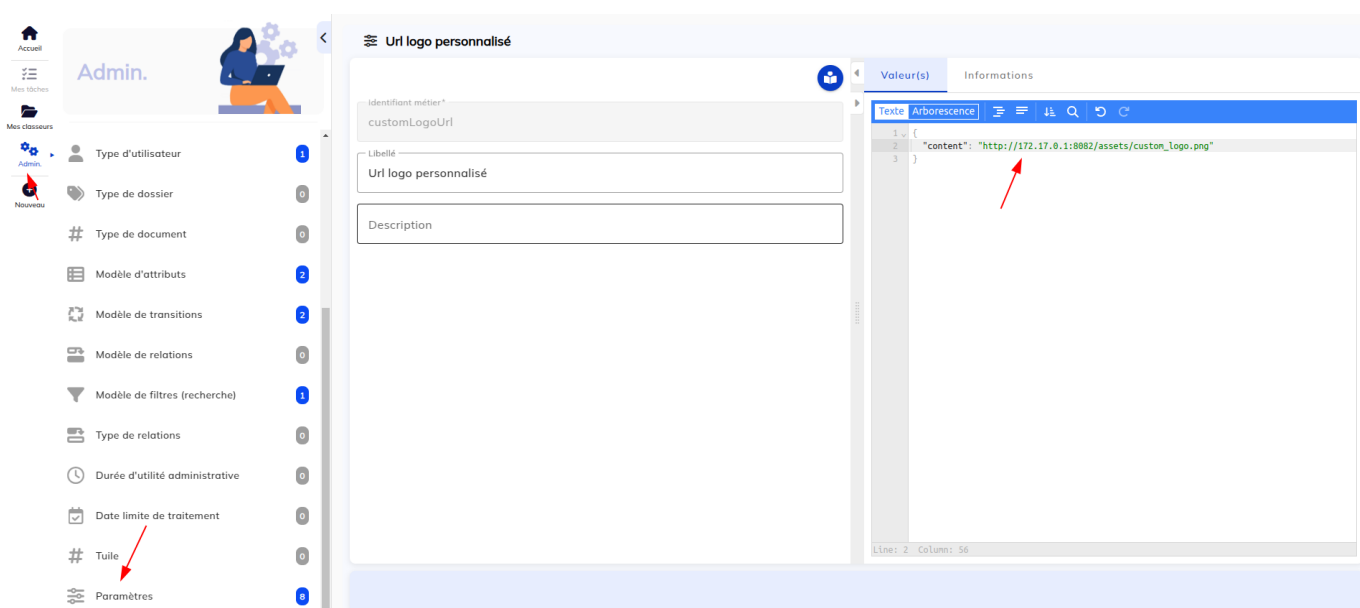 Accueil
Mes tâches
Mes classeurs
Admin.
Nouveau
Admin.
Type d'utilisateur 1
Type de dossier 0
Type de document 0
Modèle d'attributs 2
Modèle de transitions 2
Modèle de relations 0
Modèle de filtres (recherche) 1
Type de relations 0
Durée d'utilité administrative 0
Date limite de traitement 0
Tuile 0
Paramètres 8
Url logo personnalisé
Identifiant métier*
customLogoUrl
Libellé
Url logo personnalisé
Description
Valeur(s) Informations
Texte Arborescence
1 {
2 "content": "http://172.17.0.1:8082/assets/custom_logo.png"
3 }
Line: 2 Column: 56